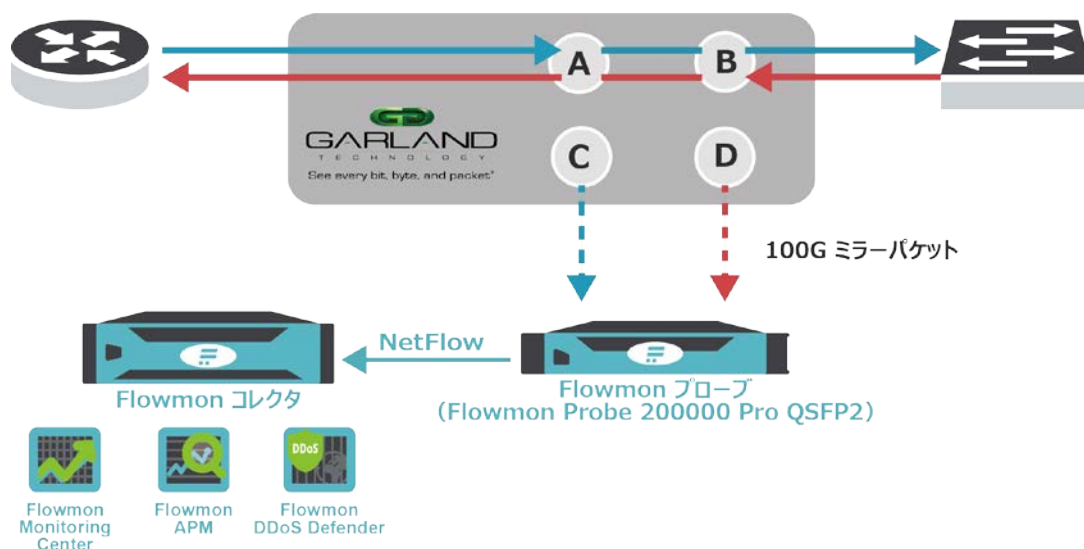 A
B
GARLAND
TECHNOLOGY
See every bit, byte, and packet®
C
D
100G ミラーパケット
NetFlow
Flowmon コレクタ
Flowmon プローブ
（Flowmon Probe 200000 Pro QSFP2）
DDoS
Flowmon
Monitoring
Center
Flowmon
APM
Flowmon
DDoS Defender